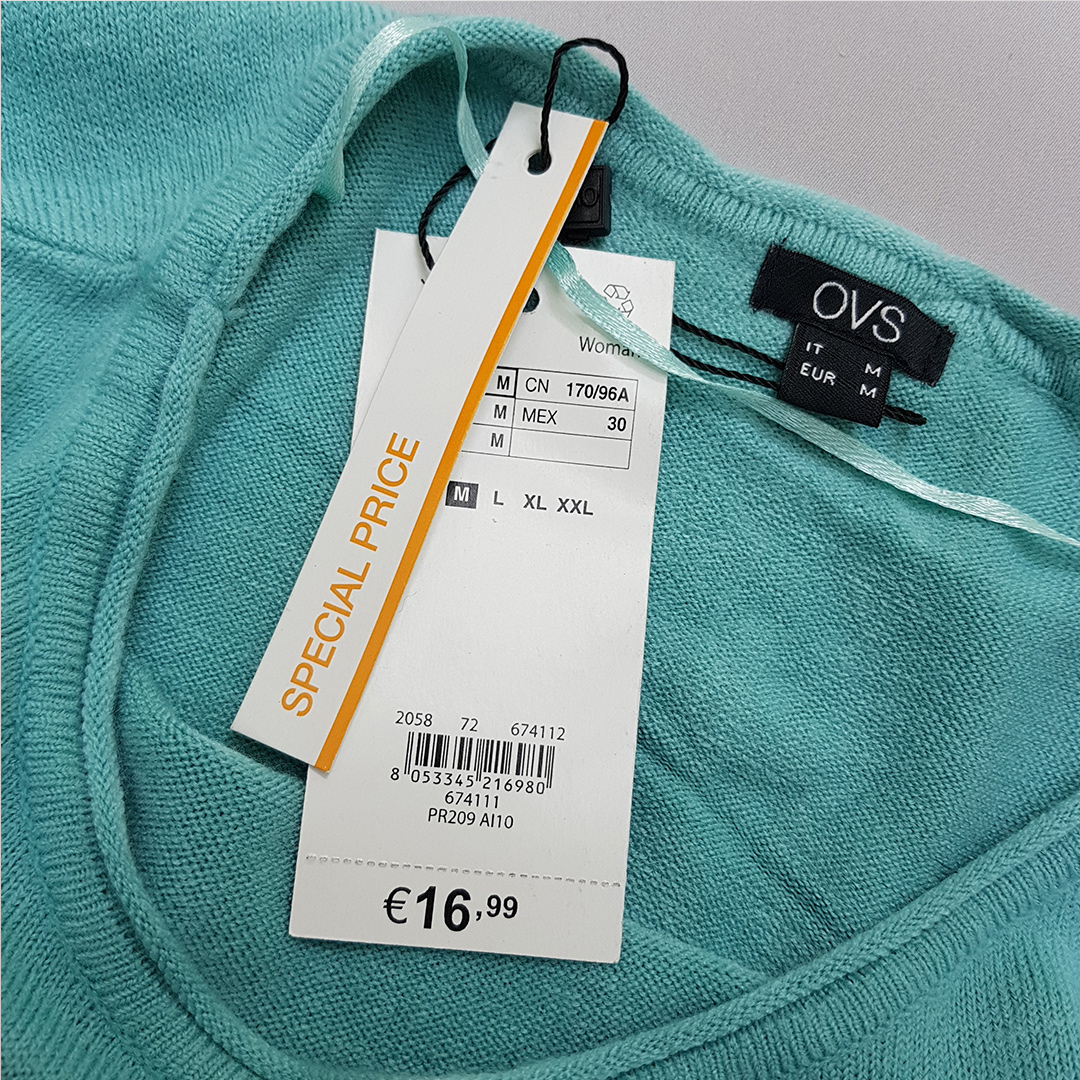 OVS
IT M
EUR M
Woman
M CN 170/96A
M MEX 30
M
M L XL XXL
SPECIAL PRICE
2058 72 674112
8 053345 216980
674111
PR209 AI10
€16,99